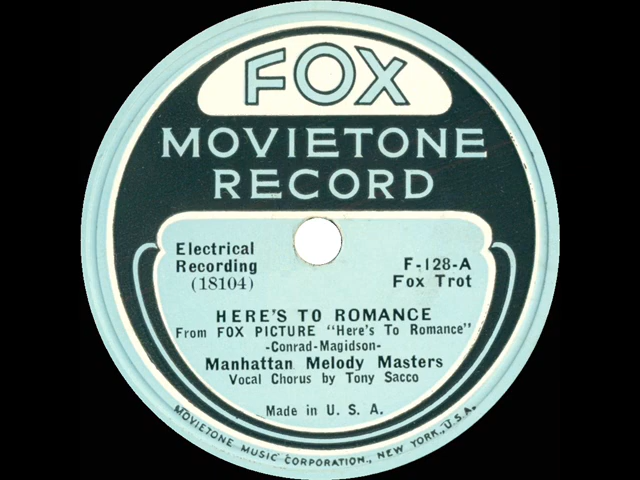 FOX
MOVIETONE
RECORD
Electrical
Recording
(18104)
F-128-A
Fox Trot
HERE'S TO ROMANCE
From FOX PICTURE "Here's To Romance"
-Conrad-Magidson-
Manhattan Melody Masters
Vocal Chorus by Tony Sacco
Made in U. S. A.
MOVIETONE MUSIC CORPORATION, NEW YORK, U.S.A.